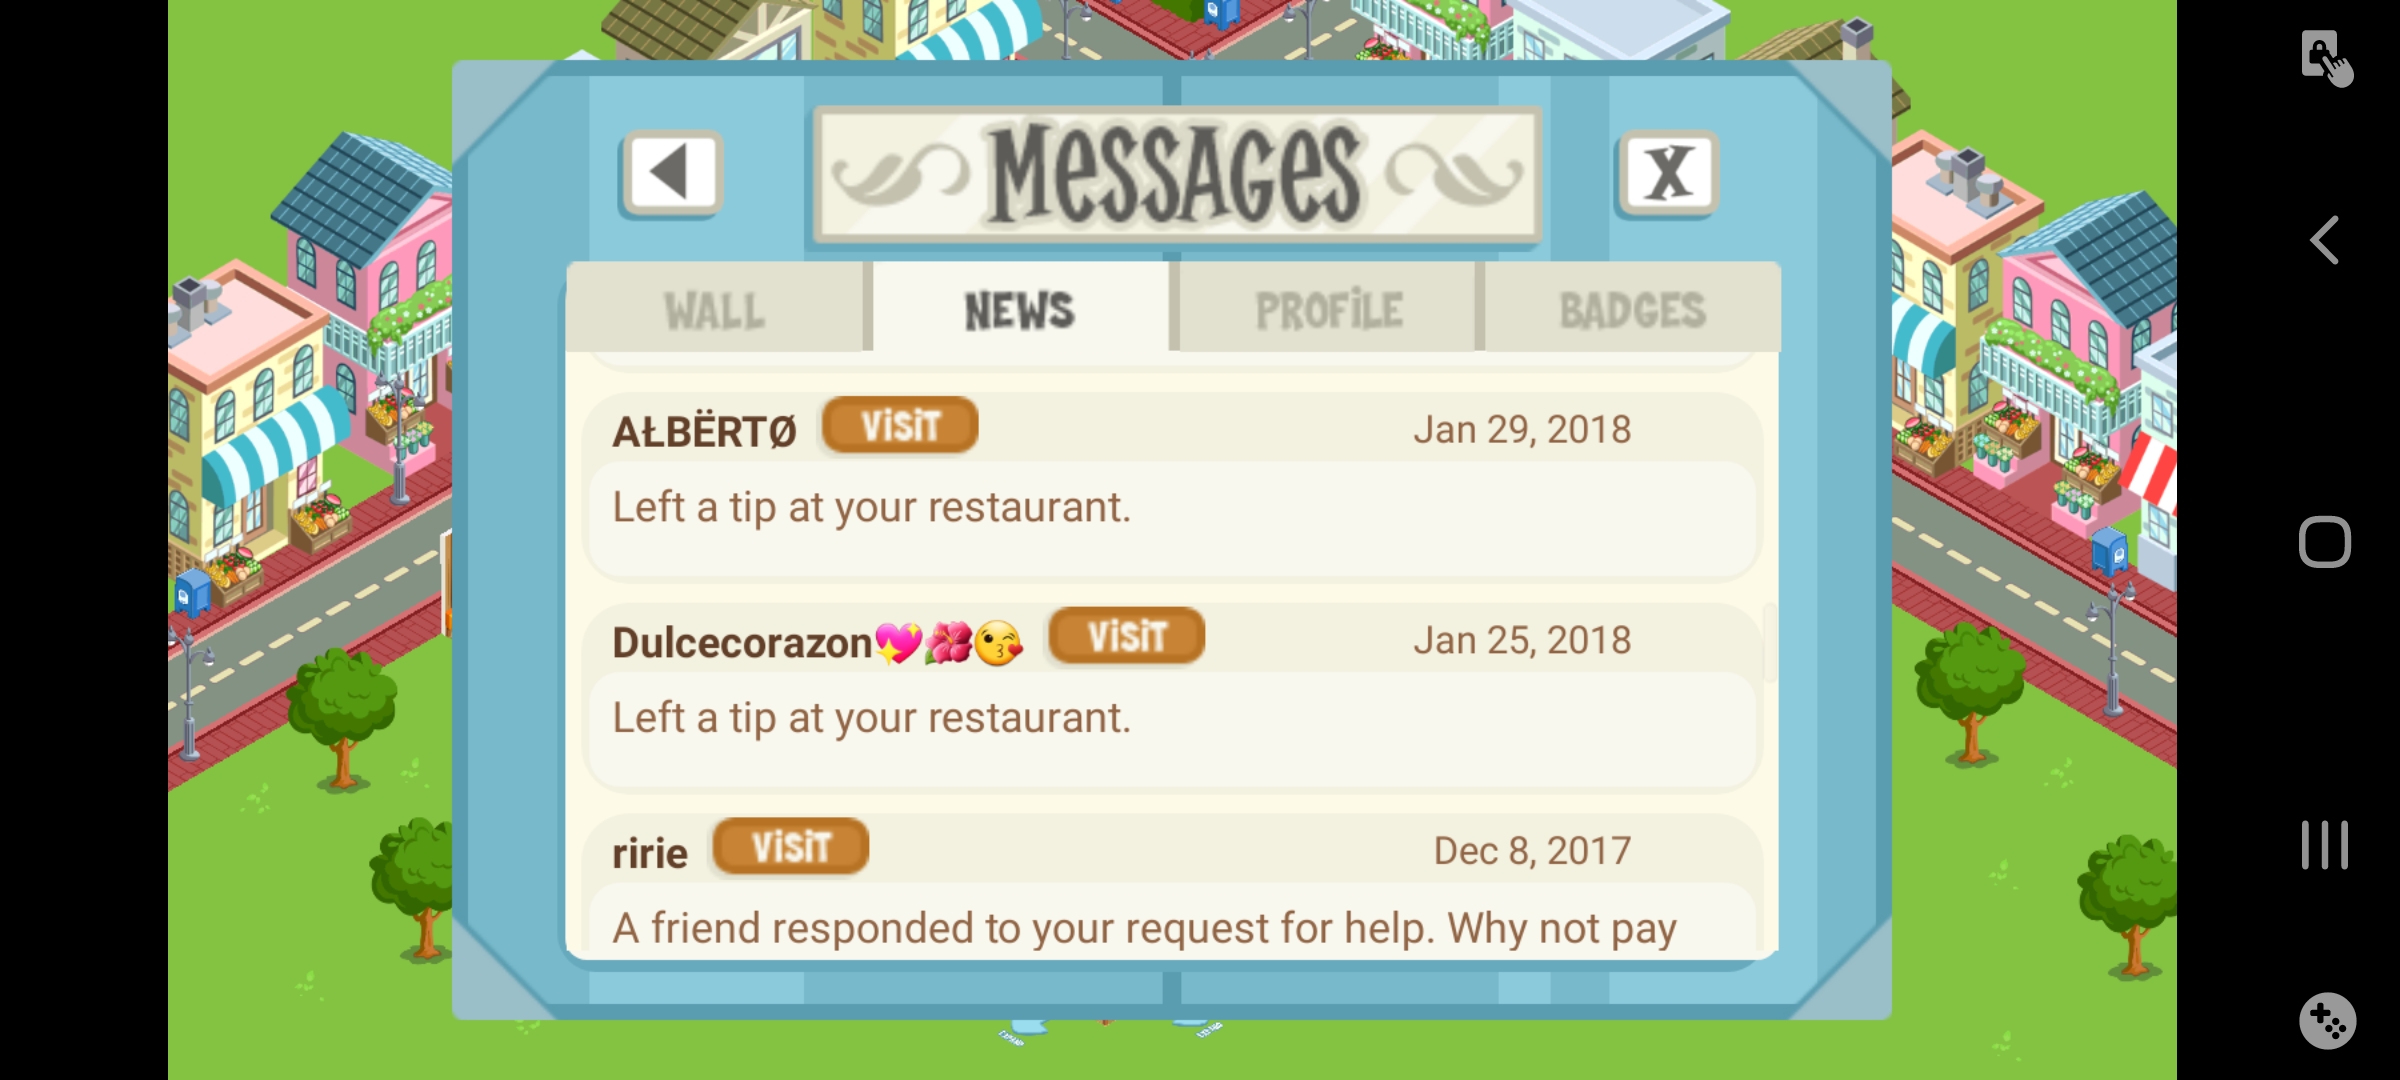 MESSAGES
X
WALL NEWS PROFILE BADGES
AŁBËRTØ VISIT Jan 29, 2018
Left a tip at your restaurant.
Dulcecorazon💖🌺😘 VISIT Jan 25, 2018
Left a tip at your restaurant.
ririe VISIT Dec 8, 2017
A friend responded to your request for help. Why not pay